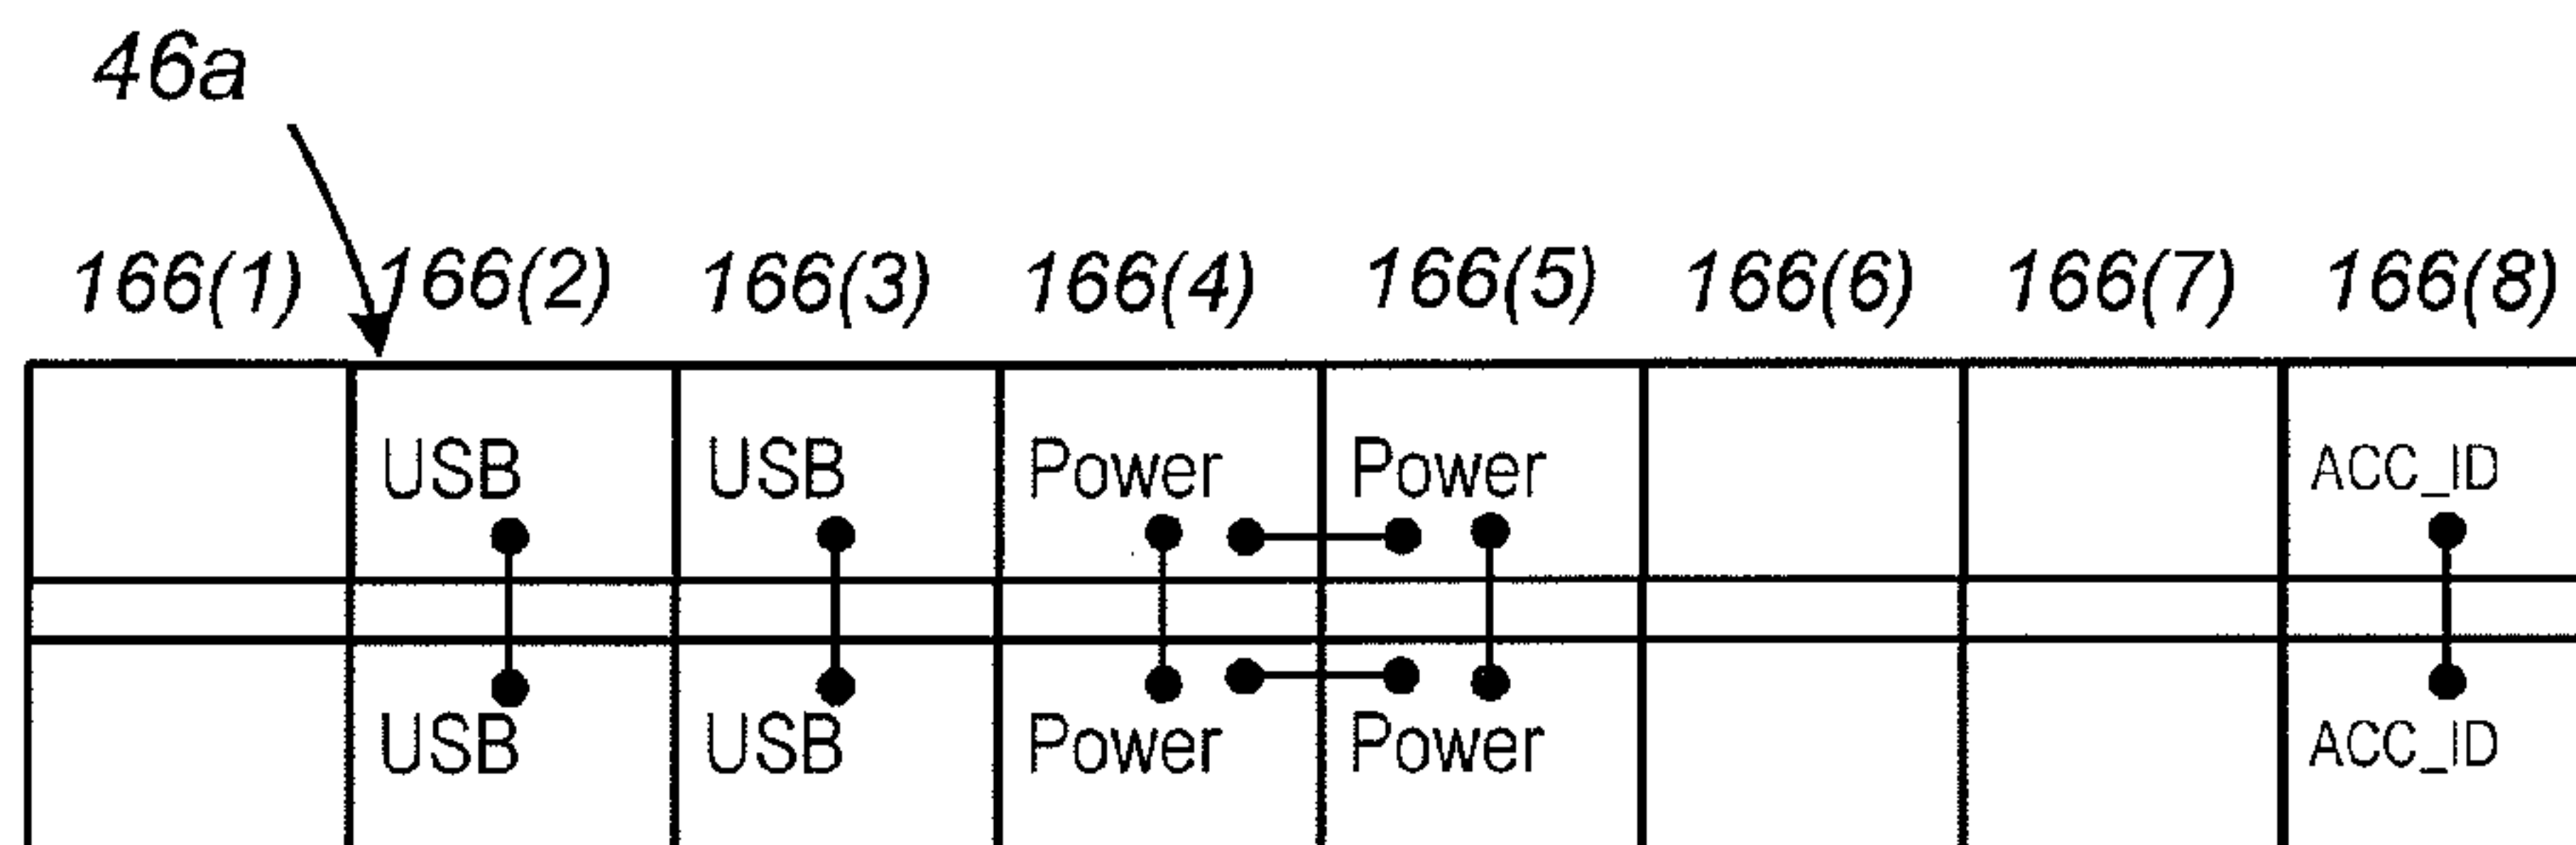 46a
166(1) 166(2) 166(3) 166(4) 166(5) 166(6) 166(7) 166(8)
USB USB Power Power ACC_ID
USB USB Power Power ACC_ID